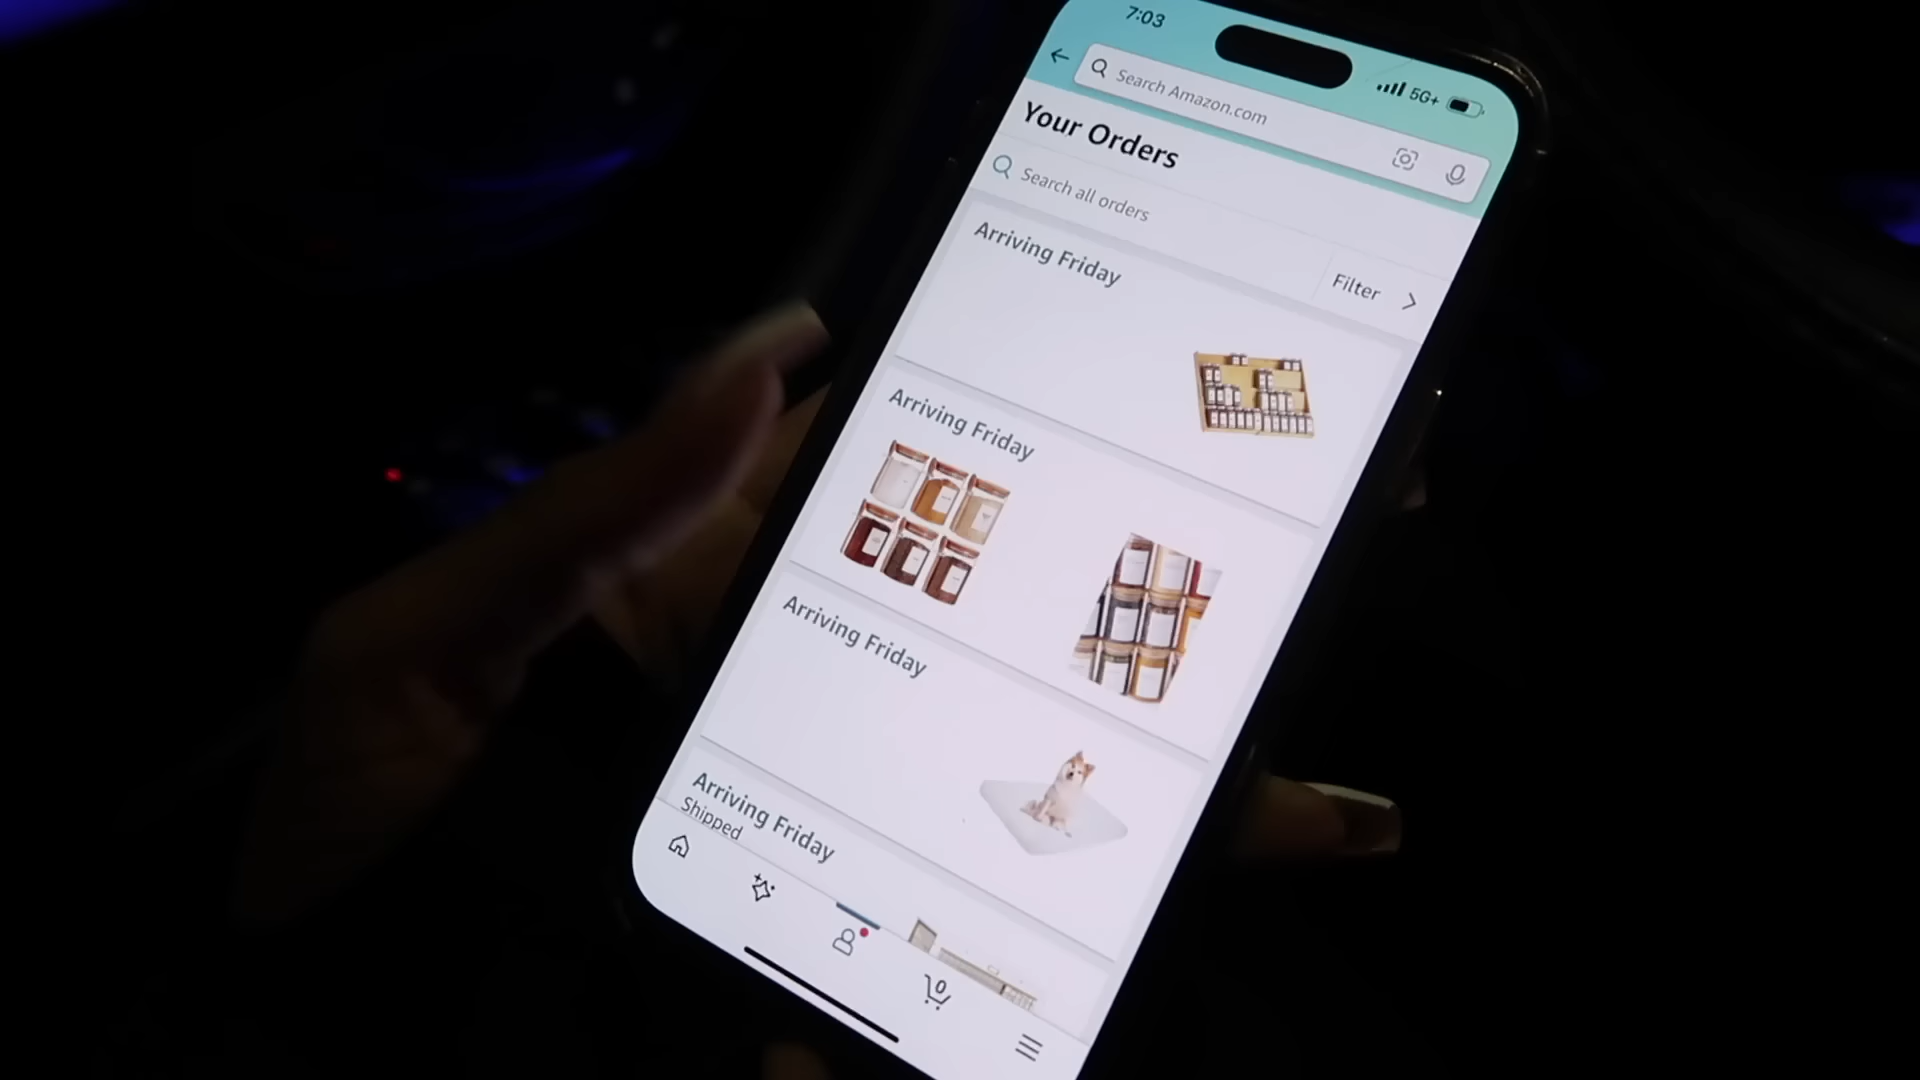 7:03
5G+
Search Amazon.com
Your Orders
Search all orders
Filter
Arriving Friday
Arriving Friday
Arriving Friday
Arriving Friday
Shipped
0